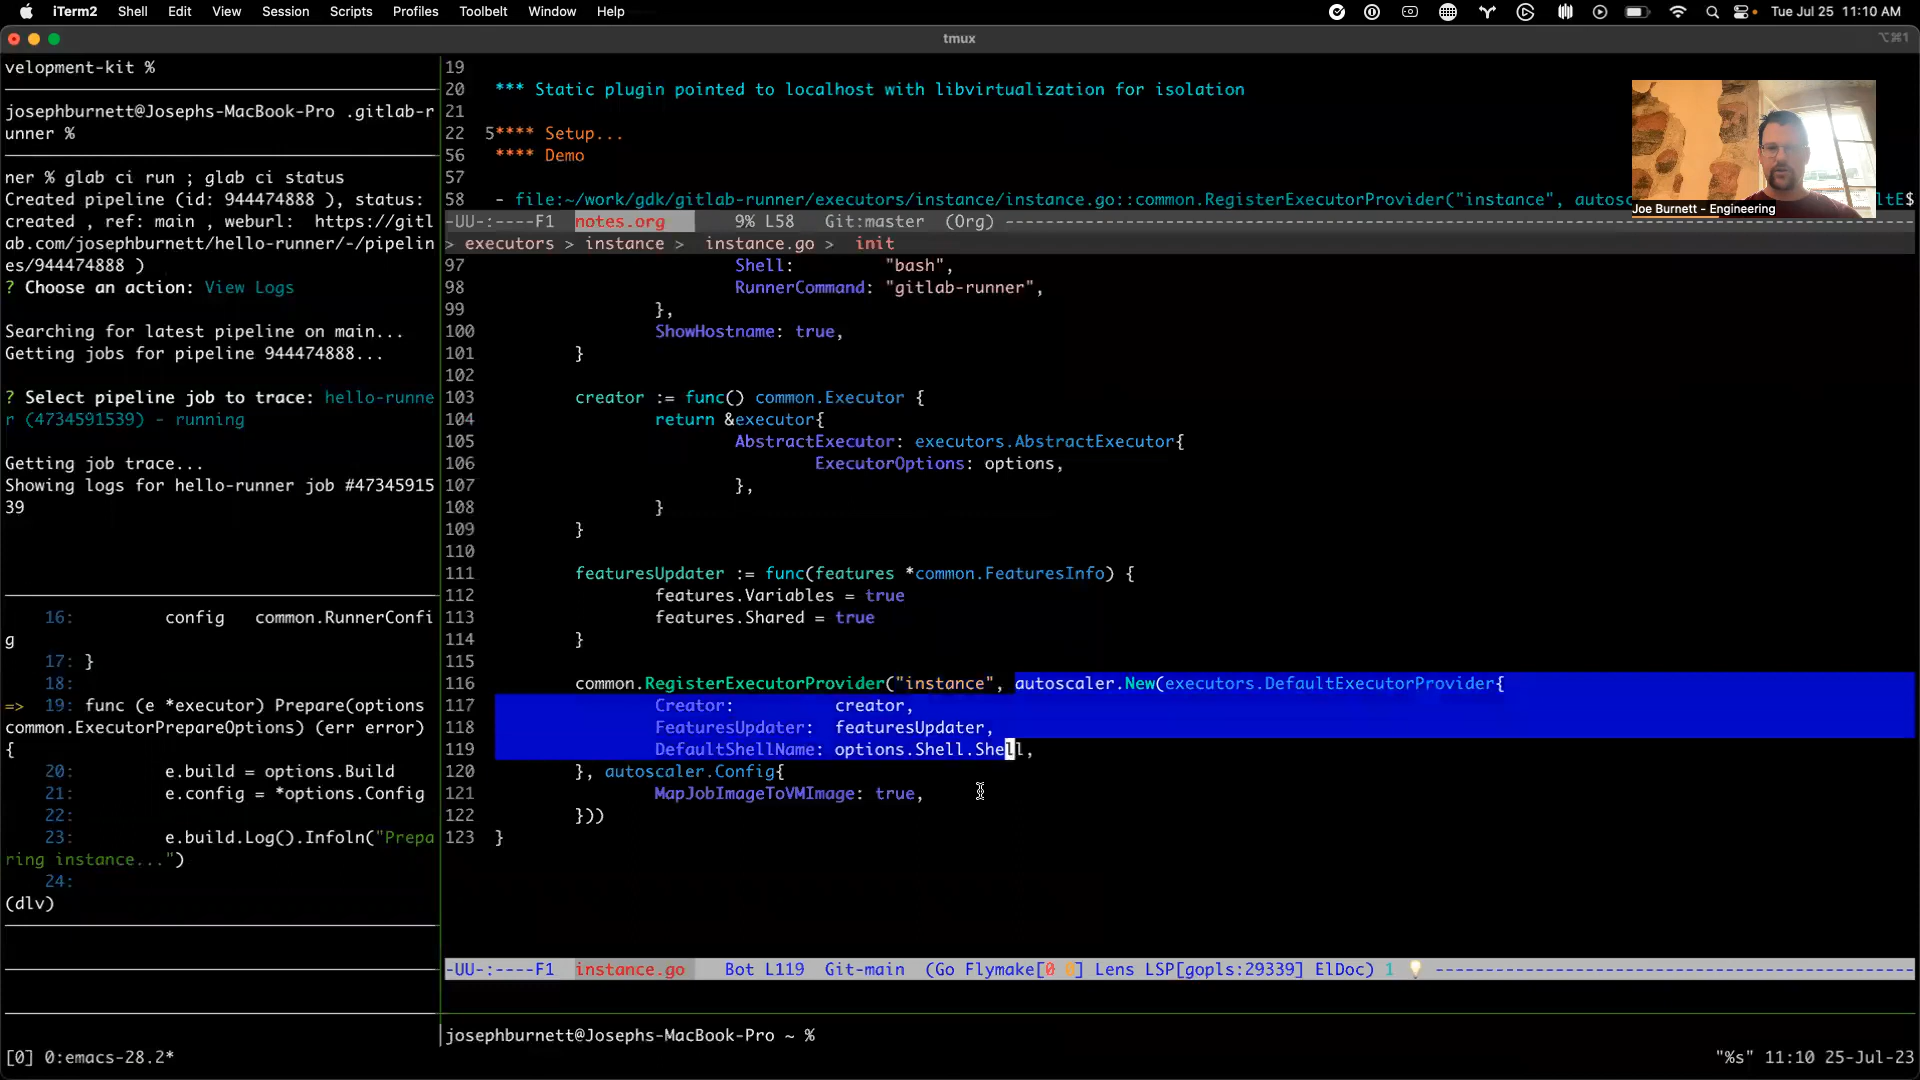 iTerm2 Shell Edit View Session Scripts Profiles Toolbelt Window Help Tue Jul 25 11:10 AM
tmux ⌥⌘1
velopment-kit %
josephburnett@Josephs-MacBook-Pro .gitlab-r
unner %
ner % glab ci run ; glab ci status
Created pipeline (id: 944474888 ), status:
created , ref: main , weburl: https://gitl
ab.com/josephburnett/hello-runner/-/pipelin
es/944474888 )
? Choose an action: View Logs
Searching for latest pipeline on main...
Getting jobs for pipeline 944474888...
? Select pipeline job to trace: hello-runne
r (4734591539) - running
Getting job trace...
Showing logs for hello-runner job #47345915
39
16: config common.RunnerConfi
g
17: }
18:
=> 19: func (e *executor) Prepare(options
common.ExecutorPrepareOptions) (err error)
{
20: e.build = options.Build
21: e.config = *options.Config
22:
23: e.build.Log().Infoln("Prepa
ring instance...")
24:
(dlv)
19
20 *** Static plugin pointed to localhost with libvirtualization for isolation
21
22 5**** Setup...
56 **** Demo
57
58 - file:~/work/gdk/gitlab-runner/executors/instance/instance.go::common.RegisterExecutorProvider("instance", autosc ltE$
Joe Burnett - Engineering
-UU-:----F1 notes.org 9% L58 Git:master (Org)
> executors > instance > instance.go > init
97 Shell: "bash",
98 RunnerCommand: "gitlab-runner",
99 },
100 ShowHostname: true,
101 }
102
103 creator := func() common.Executor {
104 return &executor{
105 AbstractExecutor: executors.AbstractExecutor{
106 ExecutorOptions: options,
107 },
108 }
109 }
110
111 featuresUpdater := func(features *common.FeaturesInfo) {
112 features.Variables = true
113 features.Shared = true
114 }
115
116 common.RegisterExecutorProvider("instance", autoscaler.New(executors.DefaultExecutorProvider{
117 Creator: creator,
118 FeaturesUpdater: featuresUpdater,
119 DefaultShellName: options.Shell.Shell,
120 }, autoscaler.Config{
121 MapJobImageToVMImage: true,
122 }))
123 }
-UU-:----F1 instance.go Bot L119 Git-main (Go Flymake[0 0] Lens LSP[gopls:29339] ElDoc) 1
josephburnett@Josephs-MacBook-Pro ~ %
[0] 0:emacs-28.2* "%s" 11:10 25-Jul-23